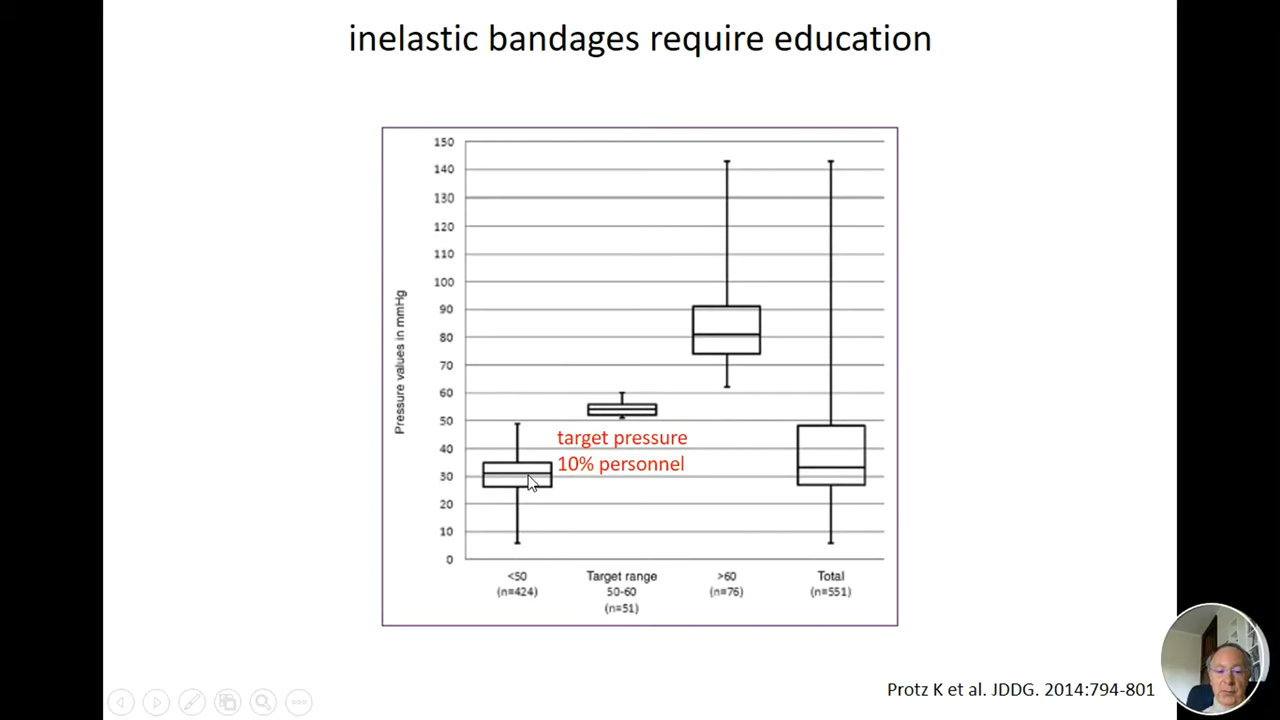 inelastic bandages require education
150
140
130
120
110
100
90
80
70
60
50
40
30
20
10
0
Pressure values in mmHg
target pressure
10% personnel
<50
(n=424)
Target range
50-60
(n=51)
>60
(n=76)
Total
(n=551)
Protz K et al. JDDG. 2014:794-801